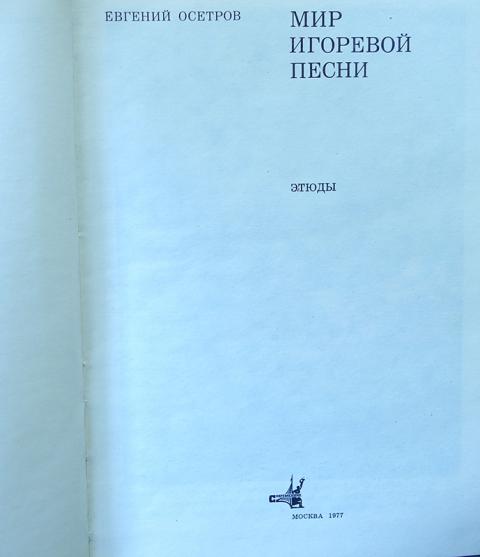 ЕВГЕНИЙ ОСЕТРОВ
МИР
ИГОРЕВОЙ
ПЕСНИ
ЭТЮДЫ
МОСКВА 1977